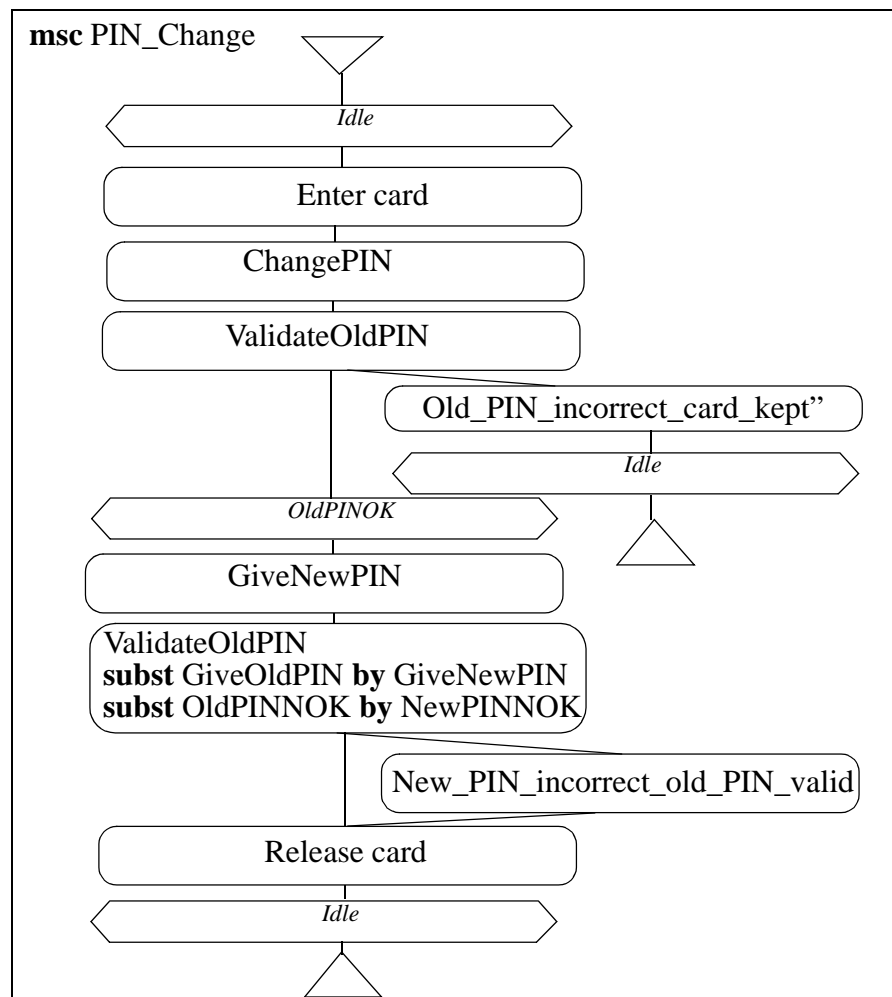 msc PIN_Change
Idle
Enter card
ChangePIN
ValidateOldPIN
Old_PIN_incorrect_card_kept”
Idle
OldPINOK
GiveNewPIN
ValidateOldPIN
subst GiveOldPIN by GiveNewPIN
subst OldPINNOK by NewPINNOK
New_PIN_incorrect_old_PIN_valid
Release card
Idle